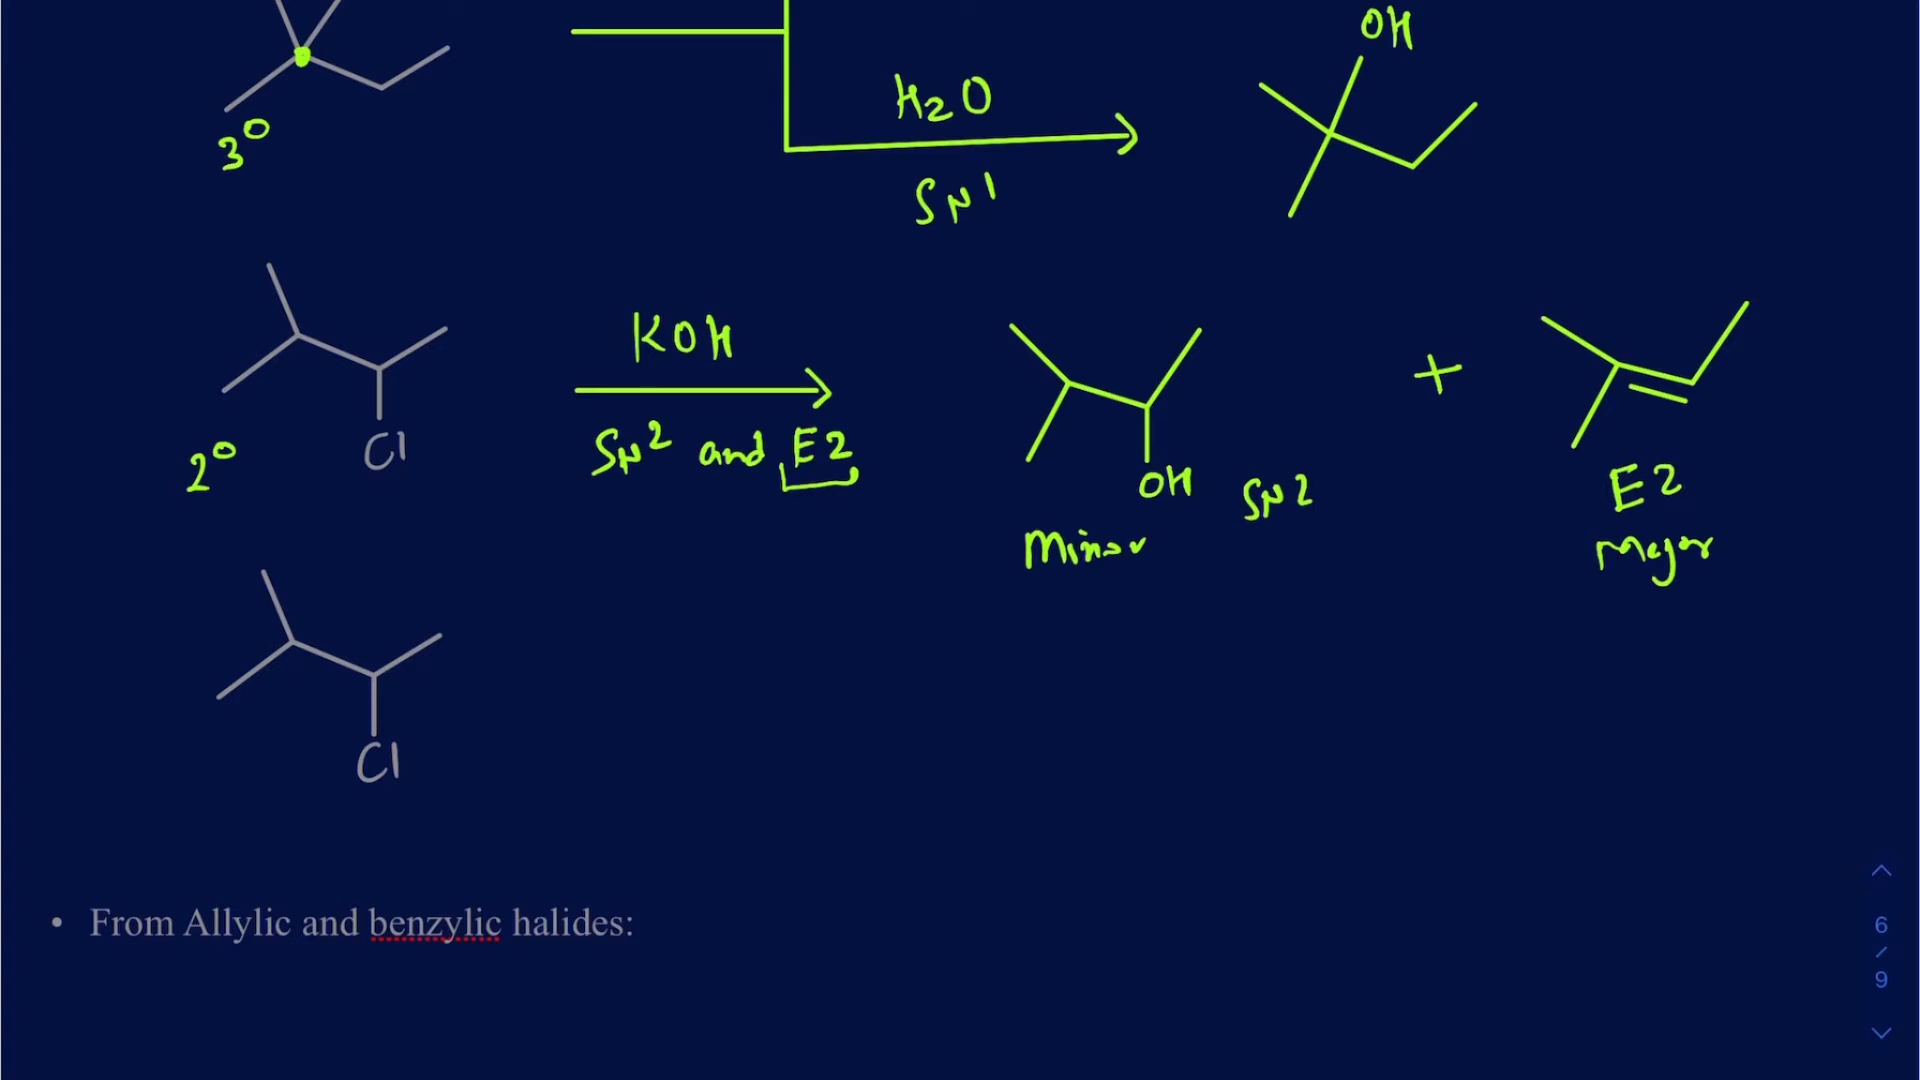 OH
H2O
3°
SN1
KOH
Cl
SN2 and E2
2°
OH
SN2
+
E2
Minor
Major
Cl
• From Allylic and benzylic halides:
6
/
9